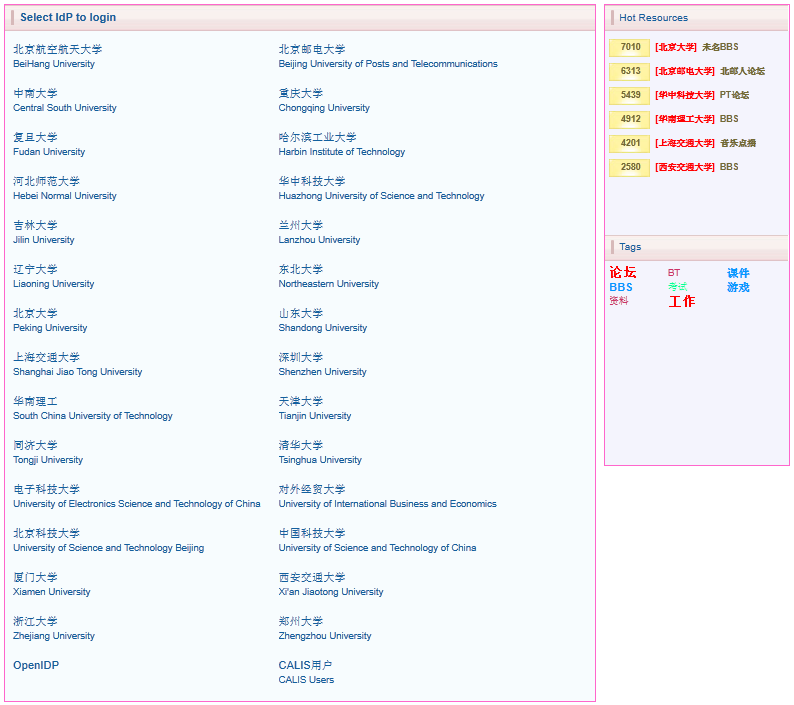 Select IdP to login
北京航空航天大学
BeiHang University
北京邮电大学
Beijing University of Posts and Telecommunications
中南大学
Central South University
重庆大学
Chongqing University
复旦大学
Fudan University
哈尔滨工业大学
Harbin Institute of Technology
河北师范大学
Hebei Normal University
华中科技大学
Huazhong University of Science and Technology
吉林大学
Jilin University
兰州大学
Lanzhou University
辽宁大学
Liaoning University
东北大学
Northeastern University
北京大学
Peking University
山东大学
Shandong University
上海交通大学
Shanghai Jiao Tong University
深圳大学
Shenzhen University
华南理工
South China University of Technology
天津大学
Tianjin University
同济大学
Tongji University
清华大学
Tsinghua University
电子科技大学
University of Electronics Science and Technology of China
对外经贸大学
University of International Business and Economics
北京科技大学
University of Science and Technology Beijing
中国科技大学
University of Science and Technology of China
厦门大学
Xiamen University
西安交通大学
Xi'an Jiaotong University
浙江大学
Zhejiang University
郑州大学
Zhengzhou University
OpenIDP
CALIS用户
CALIS Users
Hot Resources
7010 [北京大学] 未名BBS
6313 [北京邮电大学] 北邮人论坛
5439 [华中科技大学] PT论坛
4912 [华南理工大学] BBS
4201 [上海交通大学] 音乐点播
2580 [西安交通大学] BBS
Tags
论坛 BT 课件
BBS 考试 游戏
资料 工作